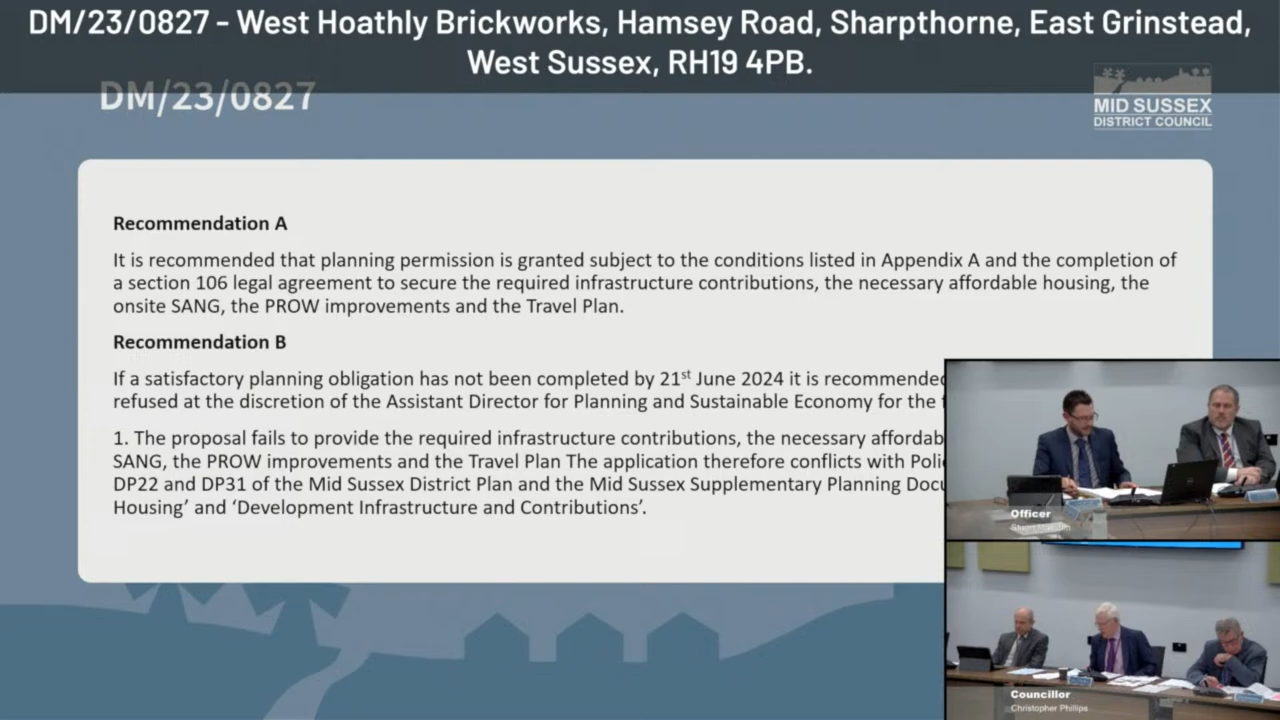 DM/23/0827 – West Hoathly Brickworks, Hamsey Road, Sharpthorne, East Grinstead,
West Sussex, RH19 4PB.
DM/23/0827
MID SUSSEX
DISTRICT COUNCIL
Recommendation A
It is recommended that planning permission is granted subject to the conditions listed in Appendix A and the completion of
a section 106 legal agreement to secure the required infrastructure contributions, the necessary affordable housing, the
onsite SANG, the PROW improvements and the Travel Plan.
Recommendation B
If a satisfactory planning obligation has not been completed by 21st June 2024 it is recommended
refused at the discretion of the Assistant Director for Planning and Sustainable Economy for the
1. The proposal fails to provide the required infrastructure contributions, the necessary affordab
SANG, the PROW improvements and the Travel Plan The application therefore conflicts with Poli
DP22 and DP31 of the Mid Sussex District Plan and the Mid Sussex Supplementary Planning Docu
Housing’ and ‘Development Infrastructure and Contributions’.
Officer
Councillor
Christopher Phillips